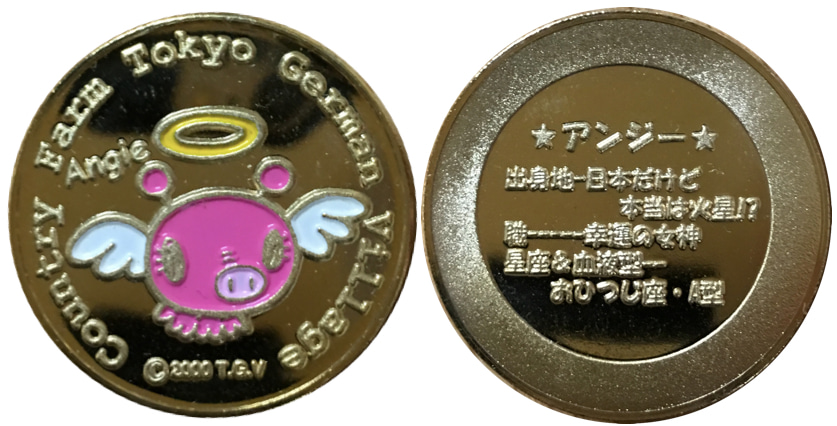 Country Farm Tokyo German Village
Angie
©2000 T.G.V
★アンジー★
出身地-日本だけど
本当は火星!?
職──幸運の女神
星座&血液型─
おひつじ座・A型